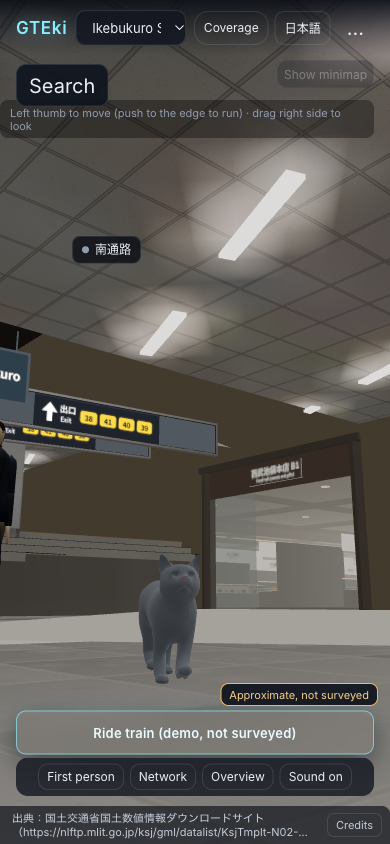 GTEki
Ikebukuro S
Coverage
日本語
...
Search
Show minimap
Left thumb to move (push to the edge to run) · drag right side to
look
南通路
uro
出口
Exit
38 41 40 39
Exit
西武池袋本店 B1
Ride train (demo, not surveyed)
Approximate, not surveyed
First person
Network
Overview
Sound on
出典：国土交通省国土数値情報ダウンロードサイト
（https://nlftp.mlit.go.jp/ksj/gml/datalist/KsjTmplt-N02-...
Credits